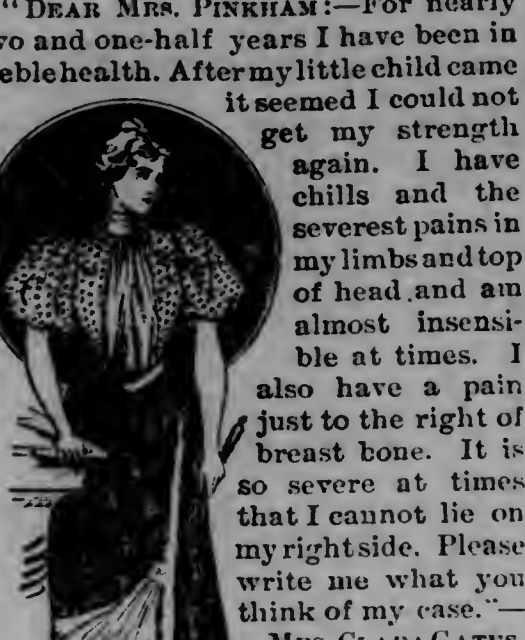 "DEAR MRS. PINKHAM:—For nearly
and one-half years I have been in
health. After my little child came
it seemed I could not
get my strength
again. I have
chills and the
severest pains in
my limbs and top
of head and am
almost insensi-
ble at times. I
also have a pain
just to the right of
breast bone. It is
so severe at times
that I cannot lie on
my right side. Please
write me what you
think of my case."—
MRS. CLARA GATES